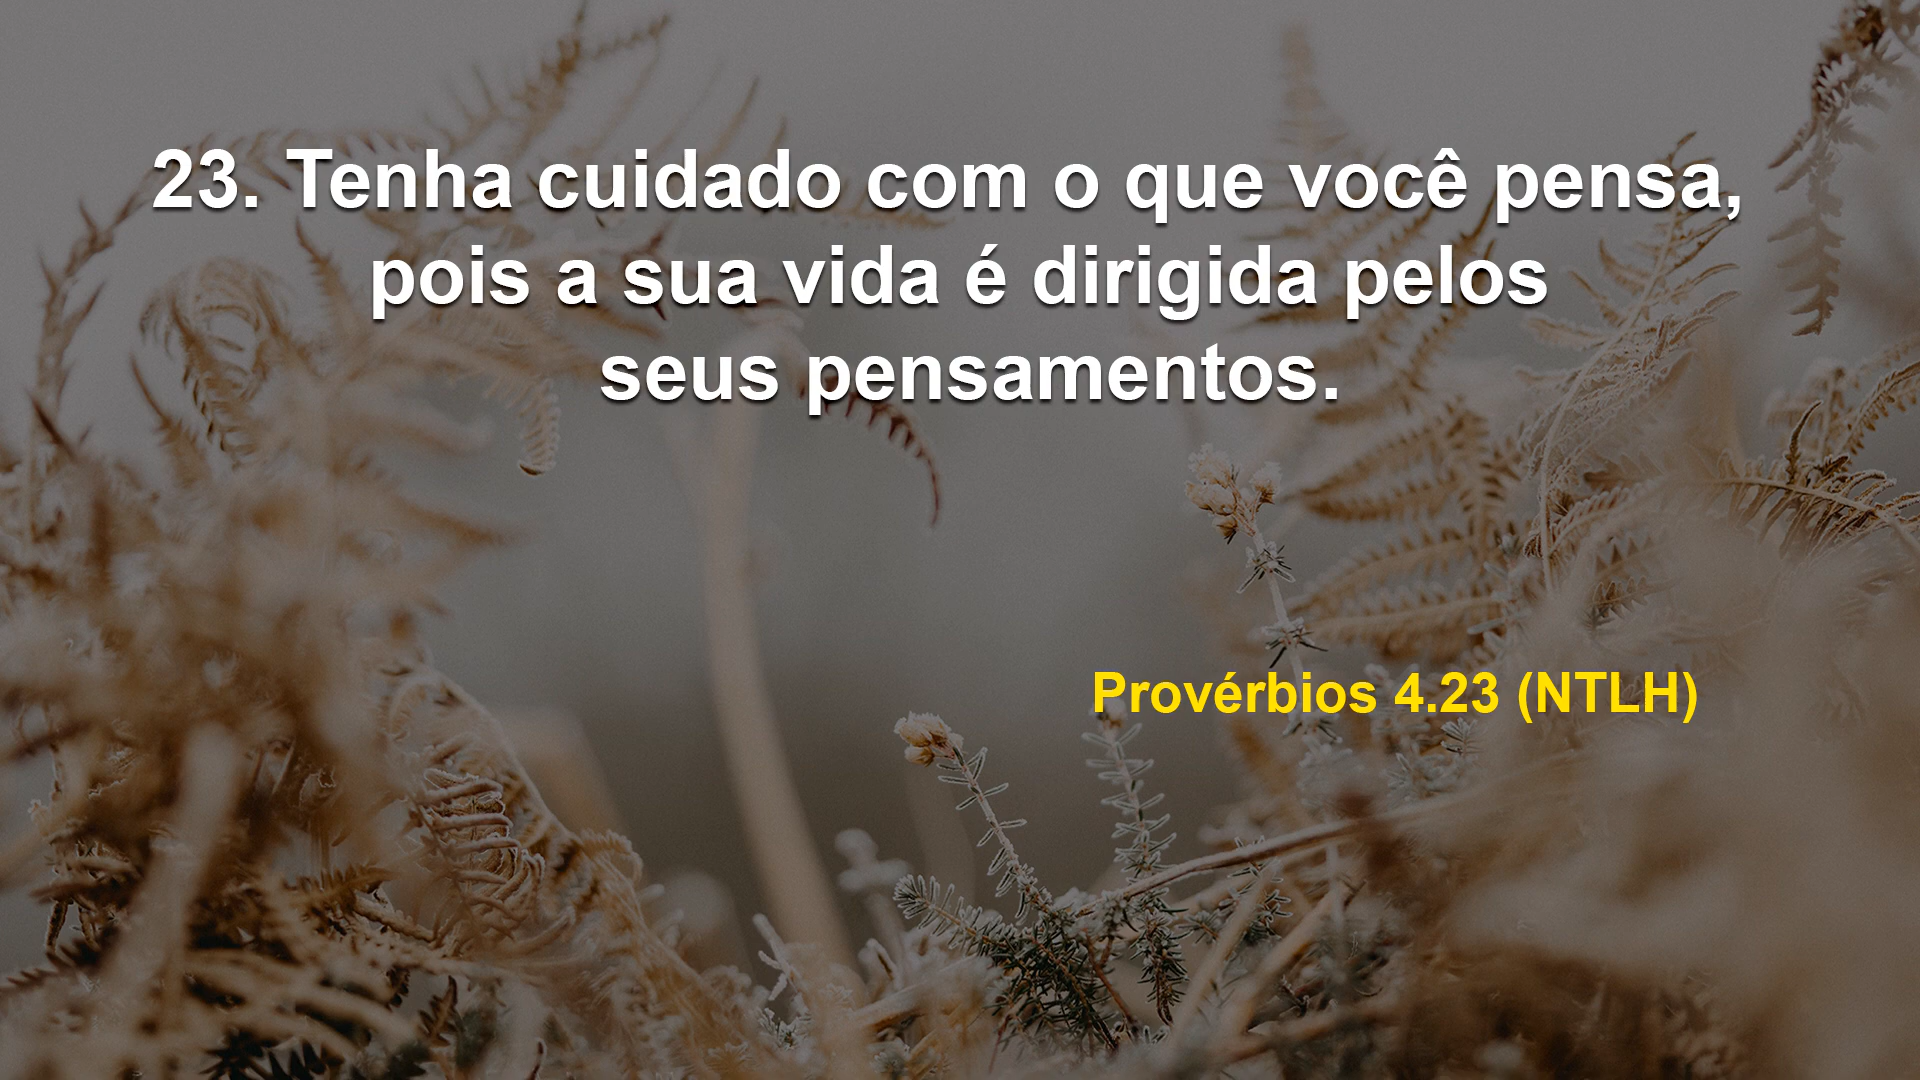 23. Tenha cuidado com o que você pensa,
pois a sua vida é dirigida pelos
seus pensamentos.
Provérbios 4.23 (NTLH)